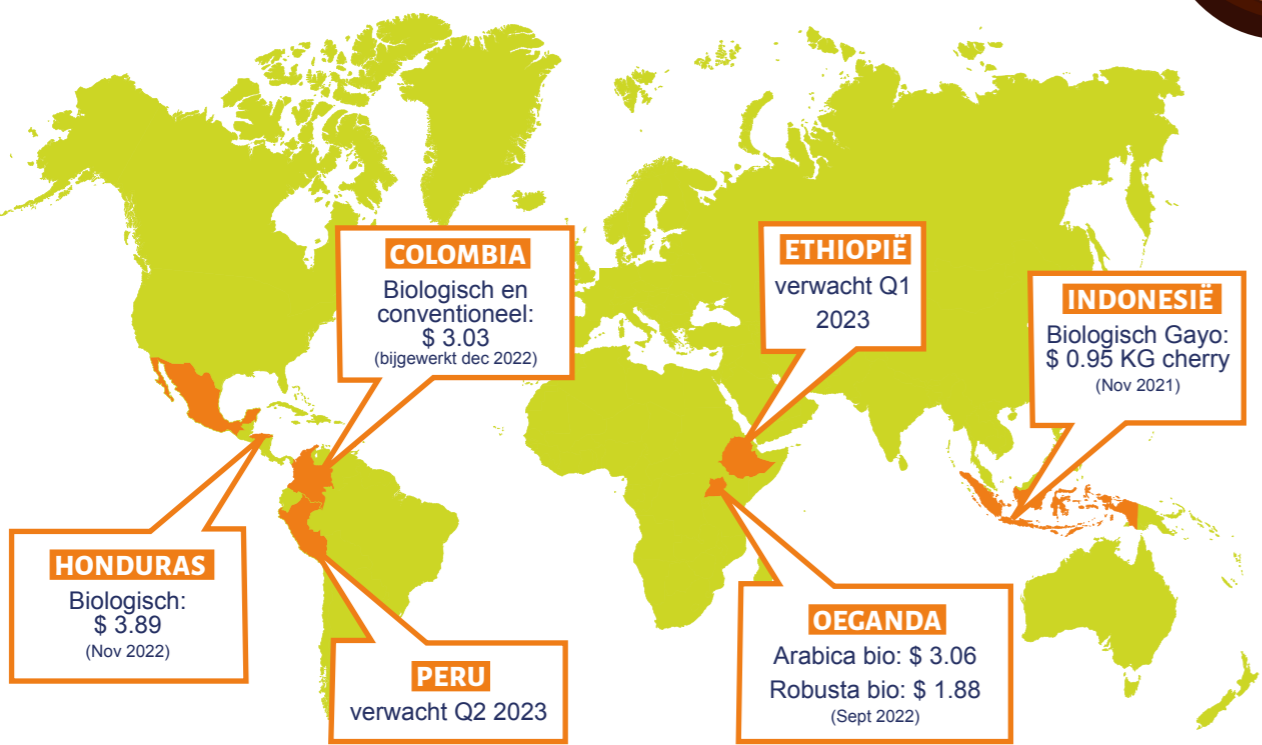 COLOMBIA
Biologisch en
conventioneel:
$ 3.03
(bijgewerkt dec 2022)
ETHIOPIË
verwacht Q1
2023
INDONESIË
Biologisch Gayo:
$ 0.95 KG cherry
(Nov 2021)
HONDURAS
Biologisch:
$ 3.89
(Nov 2022)
PERU
verwacht Q2 2023
OEGANDA
Arabica bio: $ 3.06
Robusta bio: $ 1.88
(Sept 2022)